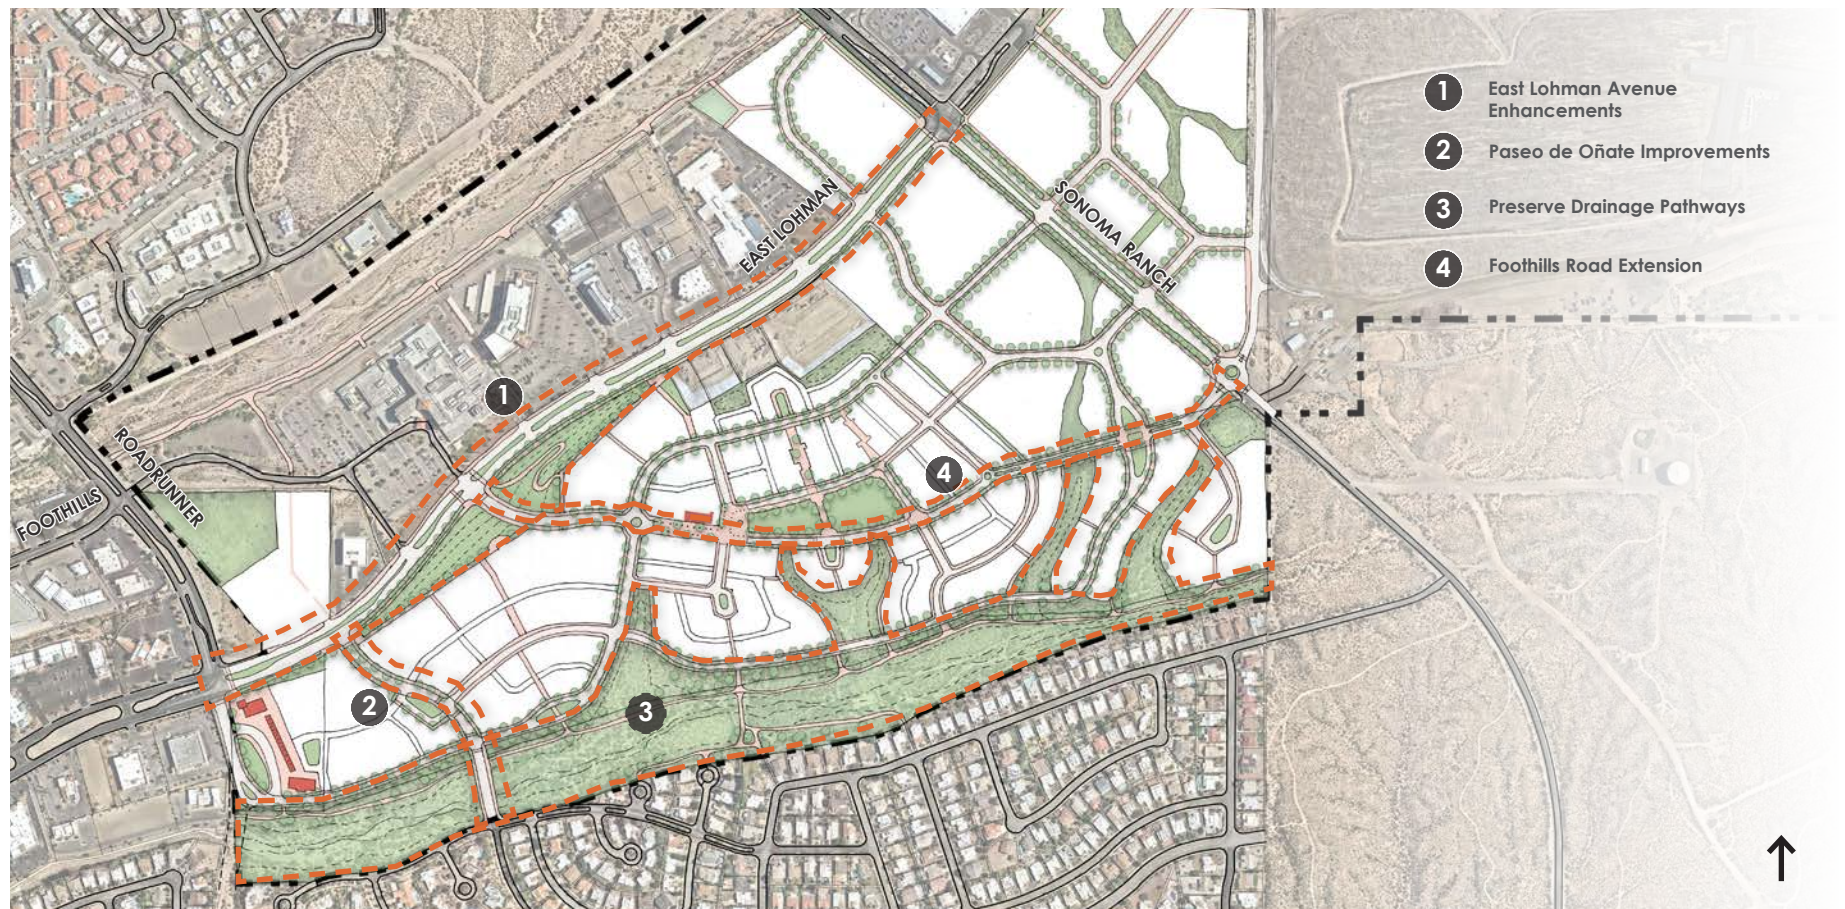 1 East Lohman Avenue
Enhancements
2 Paseo de Oñate Improvements
3 Preserve Drainage Pathways
4 Foothills Road Extension
EAST LOHMAN
SONOMA RANCH
1
ROADRUNNER
FOOTHILLS
4
2
3